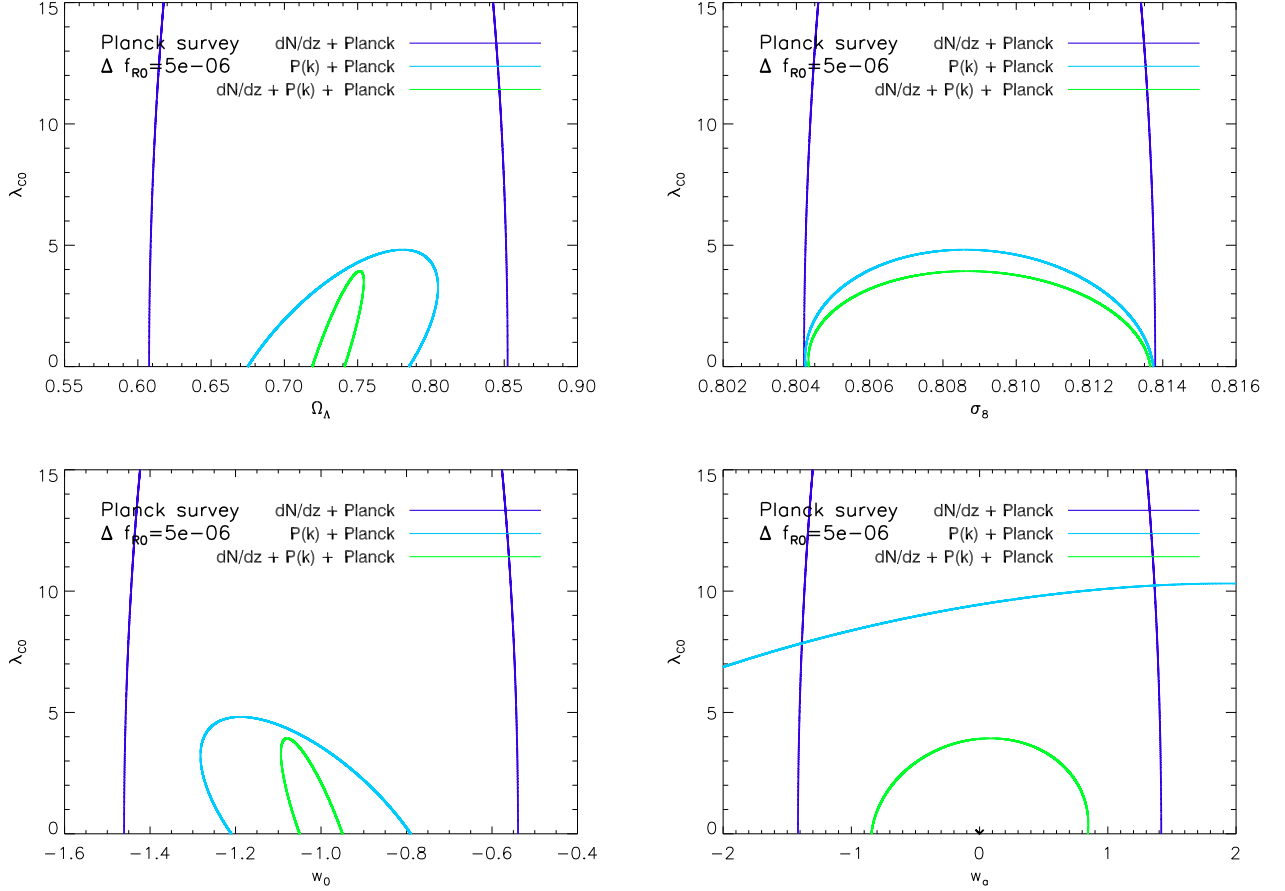 15
10
5
0
λC0
Planck survey
Δ fR0=5e−06
dN/dz + Planck
P(k) + Planck
dN/dz + P(k) + Planck
0.55 0.60 0.65 0.70 0.75 0.80 0.85 0.90
ΩΛ
15
10
5
0
λC0
Planck survey
Δ fR0=5e−06
dN/dz + Planck
P(k) + Planck
dN/dz + P(k) + Planck
0.802 0.804 0.806 0.808 0.810 0.812 0.814 0.816
σ8
15
10
5
0
λC0
Planck survey
Δ fR0=5e−06
dN/dz + Planck
P(k) + Planck
dN/dz + P(k) + Planck
−1.6 −1.4 −1.2 −1.0 −0.8 −0.6 −0.4
w0
15
10
5
0
λC0
Planck survey
Δ fR0=5e−06
dN/dz + Planck
P(k) + Planck
dN/dz + P(k) + Planck
−2 −1 0 1 2
wa